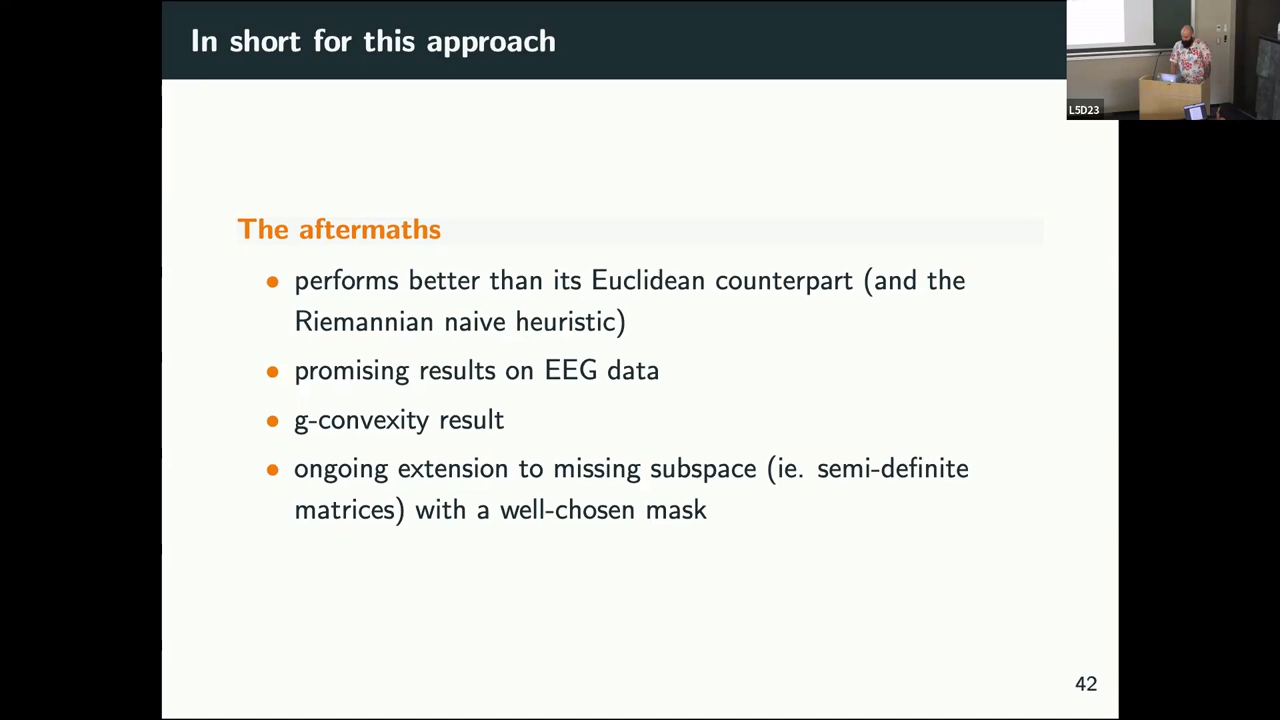 In short for this approach
L5D23
The aftermaths
• performs better than its Euclidean counterpart (and the
Riemannian naive heuristic)
• promising results on EEG data
• g-convexity result
• ongoing extension to missing subspace (ie. semi-definite
matrices) with a well-chosen mask
42